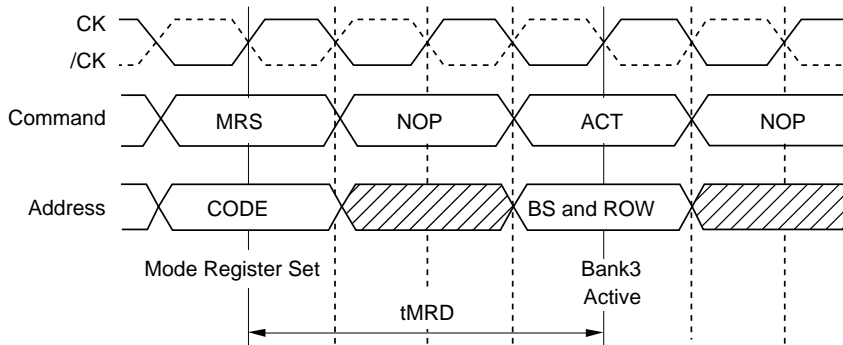 CK
/CK
Command MRS NOP ACT NOP
Address CODE BS and ROW
Mode Register Set Bank3
Active
tMRD